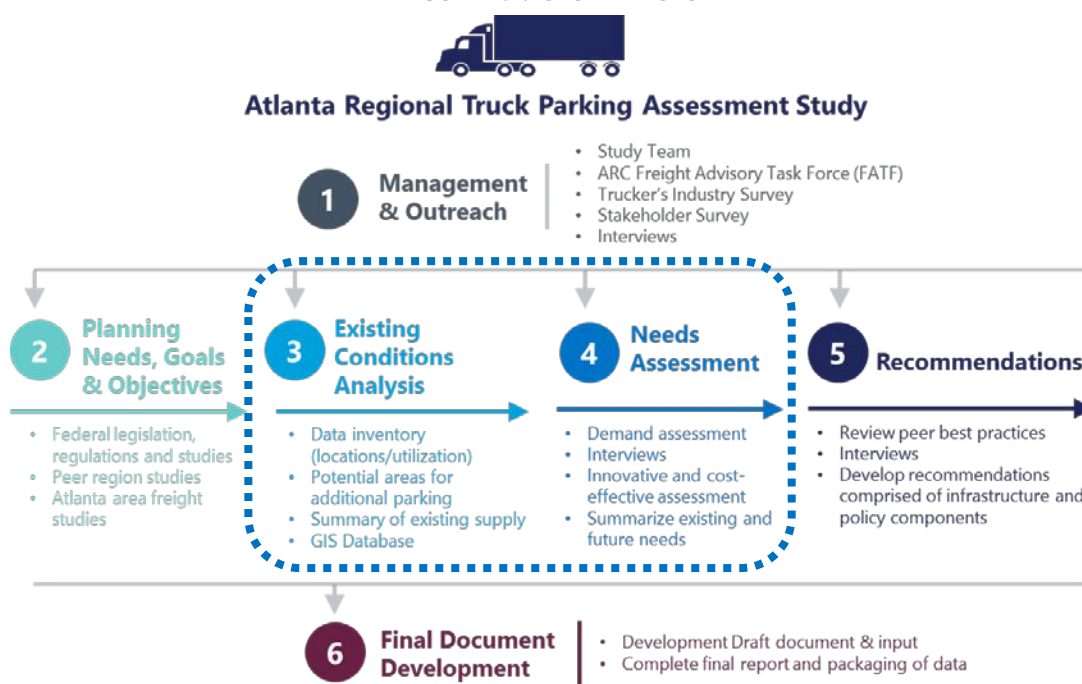 Atlanta Regional Truck Parking Assessment Study
1
Management
& Outreach
• Study Team
• ARC Freight Advisory Task Force (FATF)
• Trucker's Industry Survey
• Stakeholder Survey
• Interviews
2
Planning
Needs, Goals
& Objectives
• Federal legislation,
regulations and studies
• Peer region studies
• Atlanta area freight
studies
3
Existing
Conditions
Analysis
• Data inventory
(locations/utilization)
• Potential areas for
additional parking
• Summary of existing supply
• GIS Database
4
Needs
Assessment
• Demand assessment
• Interviews
• Innovative and cost-
effective assessment
• Summarize existing and
future needs
5
Recommendations
• Review peer best practices
• Interviews
• Develop recommendations
comprised of infrastructure and
policy components
6
Final Document
Development
• Development Draft document & input
• Complete final report and packaging of data